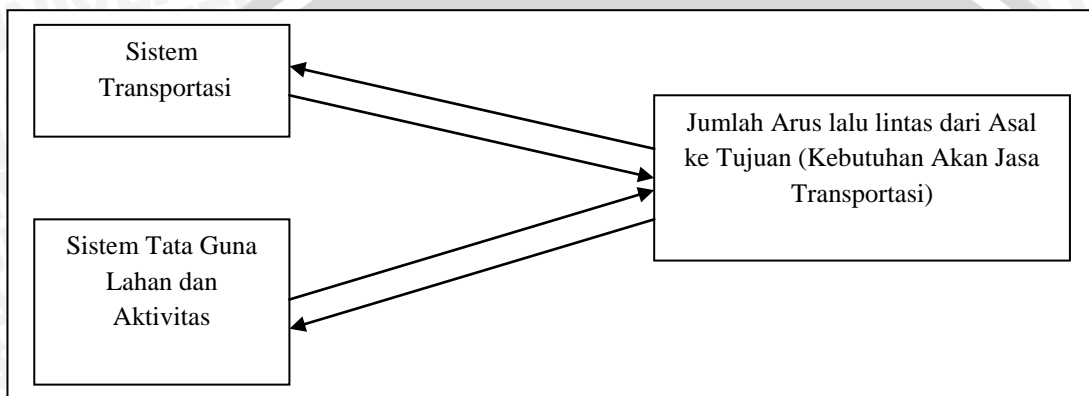 Sistem
Transportasi
Jumlah Arus lalu lintas dari Asal
ke Tujuan (Kebutuhan Akan Jasa
Transportasi)
Sistem Tata Guna
Lahan dan
Aktivitas